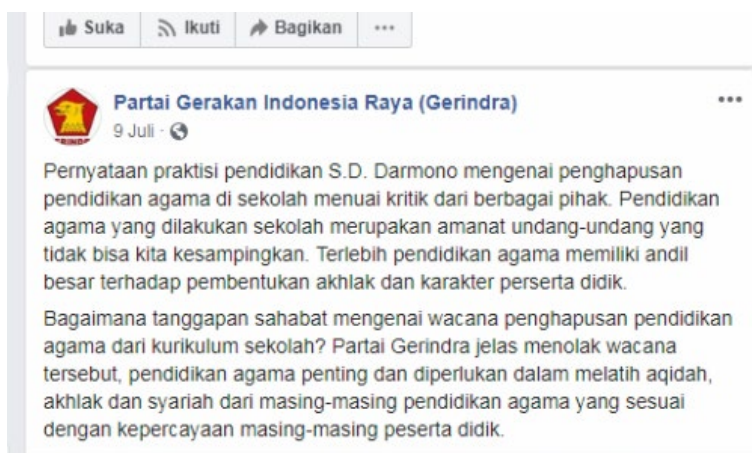 Suka Ikuti Bagikan ...
Partai Gerakan Indonesia Raya (Gerindra) ...
9 Juli ·
Pernyataan praktisi pendidikan S.D. Darmono mengenai penghapusan
pendidikan agama di sekolah menuai kritik dari berbagai pihak. Pendidikan
agama yang dilakukan sekolah merupakan amanat undang-undang yang
tidak bisa kita kesampingkan. Terlebih pendidikan agama memiliki andil
besar terhadap pembentukan akhlak dan karakter perserta didik.
Bagaimana tanggapan sahabat mengenai wacana penghapusan pendidikan
agama dari kurikulum sekolah? Partai Gerindra jelas menolak wacana
tersebut, pendidikan agama penting dan diperlukan dalam melatih aqidah,
akhlak dan syariah dari masing-masing pendidikan agama yang sesuai
dengan kepercayaan masing-masing peserta didik.